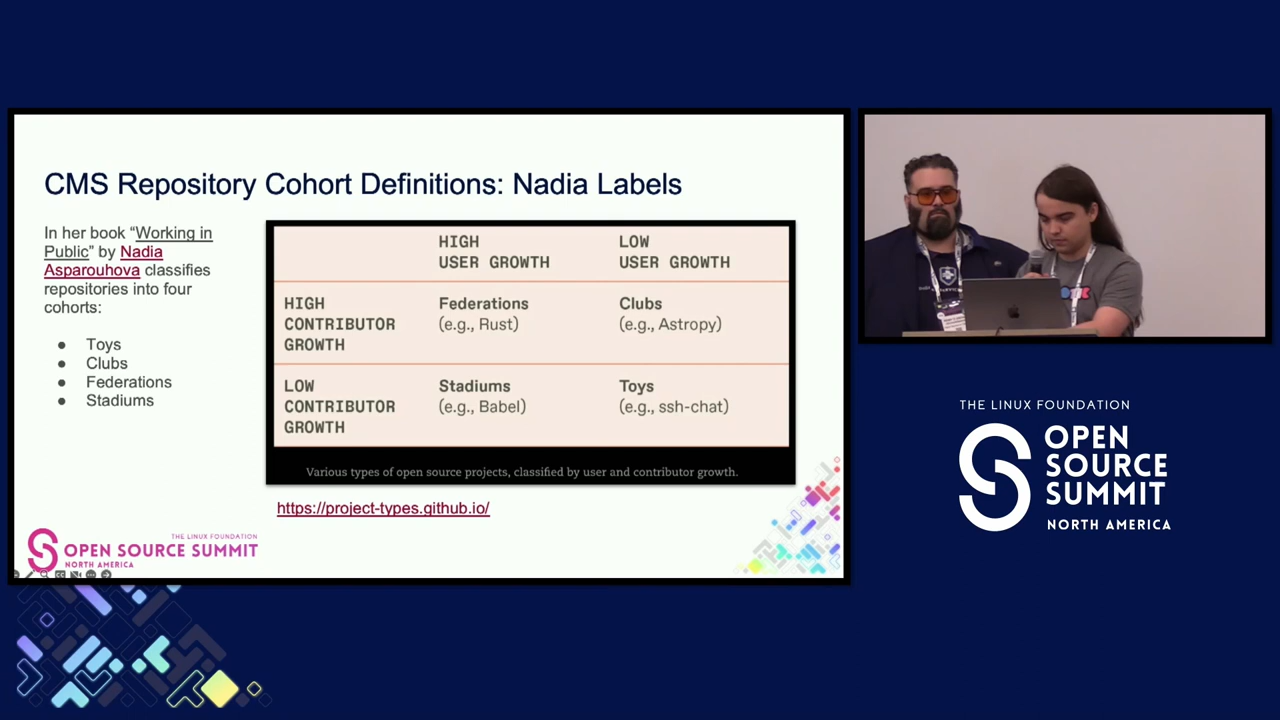 CMS Repository Cohort Definitions: Nadia Labels
In her book “Working in
Public” by Nadia
Asparouhova classifies
repositories into four
cohorts:
● Toys
● Clubs
● Federations
● Stadiums
HIGH
USER GROWTH
LOW
USER GROWTH
HIGH
CONTRIBUTOR
GROWTH
Federations
(e.g., Rust)
Clubs
(e.g., Astropy)
LOW
CONTRIBUTOR
GROWTH
Stadiums
(e.g., Babel)
Toys
(e.g., ssh-chat)
Various types of open source projects, classified by user and contributor growth.
https://project-types.github.io/
THE LINUX FOUNDATION
OPEN SOURCE SUMMIT
NORTH AMERICA
THE LINUX FOUNDATION
OPEN
SOURCE
SUMMIT
NORTH AMERICA